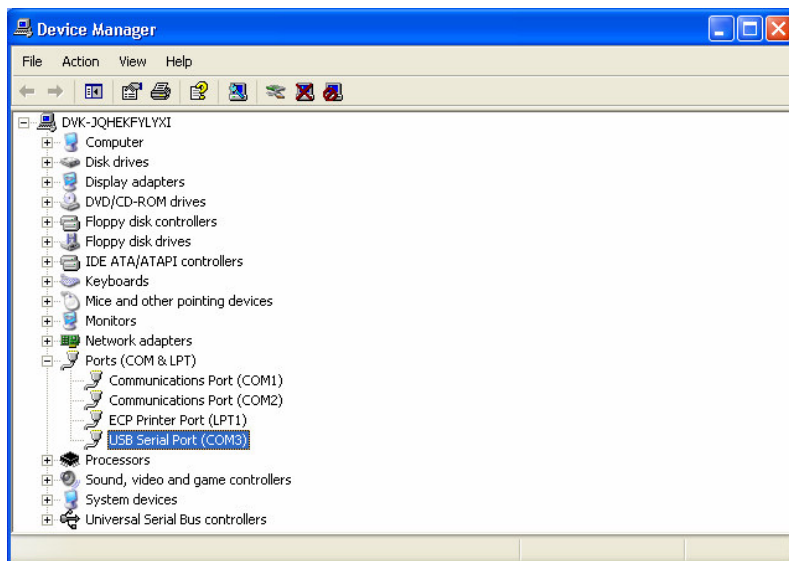 Device Manager
File Action View Help
DVK-JQHEKFYLYXI
Computer
Disk drives
Display adapters
DVD/CD-ROM drives
Floppy disk controllers
Floppy disk drives
IDE ATA/ATAPI controllers
Keyboards
Mice and other pointing devices
Monitors
Network adapters
Ports (COM & LPT)
Communications Port (COM1)
Communications Port (COM2)
ECP Printer Port (LPT1)
USB Serial Port (COM3)
Processors
Sound, video and game controllers
System devices
Universal Serial Bus controllers